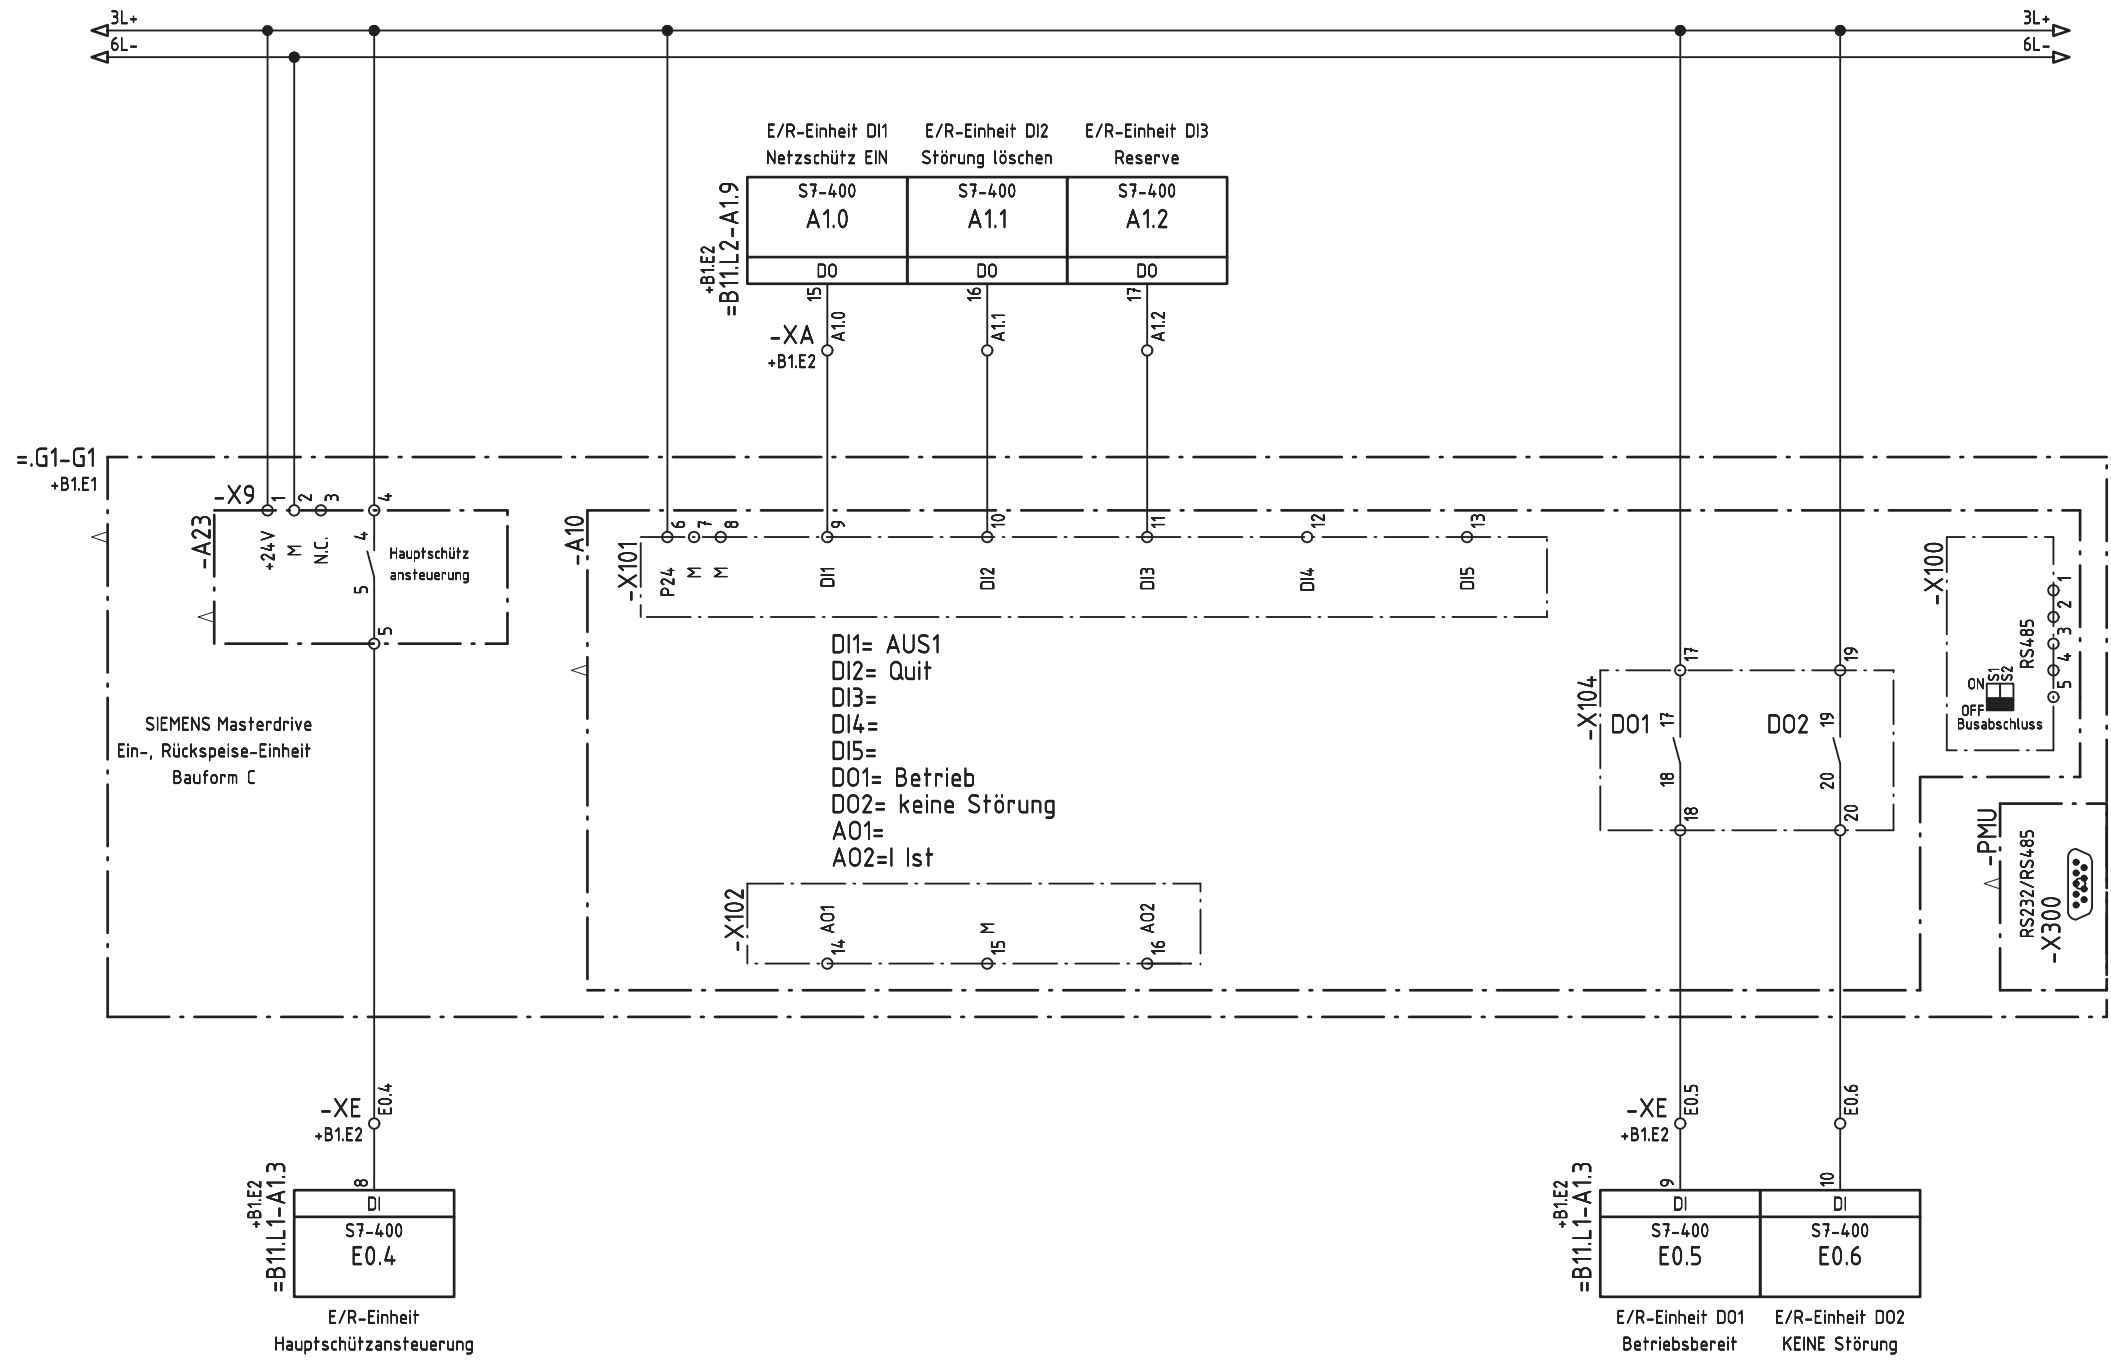 3L+
3L+
6L-
6L-
E/R-Einheit DI1
Netzschütz EIN
E/R-Einheit DI2
Störung löschen
E/R-Einheit DI3
Reserve
+B1.E2
=B11.L2-A1.9
S7-400
A1.0
DO
S7-400
A1.1
DO
S7-400
A1.2
DO
15
16
17
-XA
+B1.E2
A1.0
A1.1
A1.2
=.G1-G1
+B1.E1
-X9
1
2
3
4
-A23
+24V
M
N.C.
4
5
Hauptschütz
ansteuerung
5
SIEMENS Masterdrive
Ein-, Rückspeise-Einheit
Bauform C
-A10
-X101
6
7
8
9
10
11
12
13
P24
M
M
DI1
DI2
DI3
DI4
DI5
DI1= AUS1
DI2= Quit
DI3=
DI4=
DI5=
DO1= Betrieb
DO2= keine Störung
AO1=
AO2=I Ist
-X102
AO1
14
M
15
AO2
16
-X104
17
19
DO1
17
18
DO2
19
20
18
20
-X100
RS485
1
2
3
4
5
ON
S1
S2
OFF
Busabschluss
-PMU
RS232/RS485
-X300
-XE
+B1.E2
E0.4
+B1.E2
=B11.L1-A1.3
8
DI
S7-400
E0.4
E/R-Einheit
Hauptschützansteuerung
-XE
+B1.E2
E0.5
E0.6
+B1.E2
=B11.L1-A1.3
9
10
DI
S7-400
E0.5
DI
S7-400
E0.6
E/R-Einheit DO1
Betriebsbereit
E/R-Einheit DO2
KEINE Störung